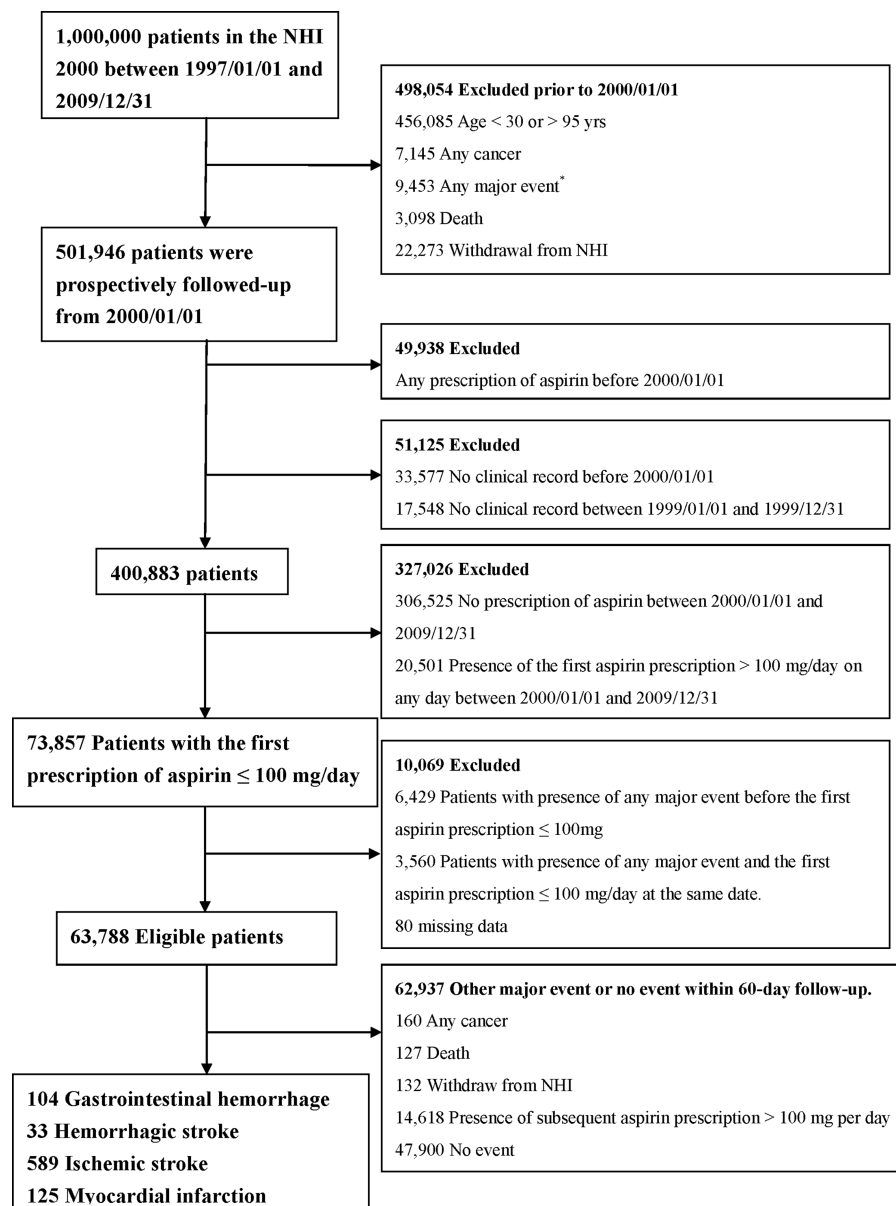 1,000,000 patients in the NHI
2000 between 1997/01/01 and
2009/12/31
498,054 Excluded prior to 2000/01/01
456,085 Age < 30 or > 95 yrs
7,145 Any cancer
9,453 Any major event*
3,098 Death
22,273 Withdrawal from NHI
501,946 patients were
prospectively followed-up
from 2000/01/01
49,938 Excluded
Any prescription of aspirin before 2000/01/01
51,125 Excluded
33,577 No clinical record before 2000/01/01
17,548 No clinical record between 1999/01/01 and 1999/12/31
400,883 patients
327,026 Excluded
306,525 No prescription of aspirin between 2000/01/01 and
2009/12/31
20,501 Presence of the first aspirin prescription > 100 mg/day on
any day between 2000/01/01 and 2009/12/31
73,857 Patients with the first
prescription of aspirin ≤ 100 mg/day
10,069 Excluded
6,429 Patients with presence of any major event before the first
aspirin prescription ≤ 100mg
3,560 Patients with presence of any major event and the first
aspirin prescription ≤ 100 mg/day at the same date.
80 missing data
63,788 Eligible patients
62,937 Other major event or no event within 60-day follow-up.
160 Any cancer
127 Death
132 Withdraw from NHI
14,618 Presence of subsequent aspirin prescription > 100 mg per day
47,900 No event
104 Gastrointestinal hemorrhage
33 Hemorrhagic stroke
589 Ischemic stroke
125 Myocardial infarction